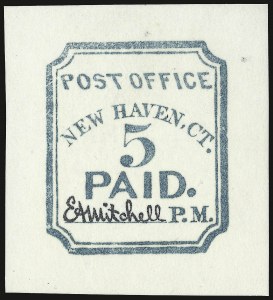 POST OFFICE
NEW HAVEN, CT.
5
PAID.
E A Mitchell P.M.